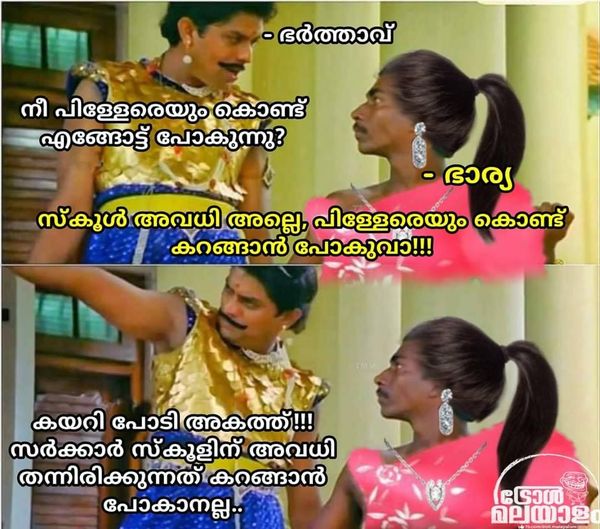 - ഭർത്താവ്
നീ പിള്ളേരെയും കൊണ്ട്
എങ്ങോട്ട് പോകുന്നു?
- ഭാര്യ
സ്കൂൾ അവധി അല്ലെ, പിള്ളേരെയും കൊണ്ട്
കറങ്ങാൻ പോകുവാ!!!
കയറി പോടി അകത്ത്!!!
സർക്കാർ സ്കൂളിന് അവധി
തന്നിരിക്കുന്നത് കറങ്ങാൻ
പോകാനല്ല..
ട്രോൾ
മലയാളം